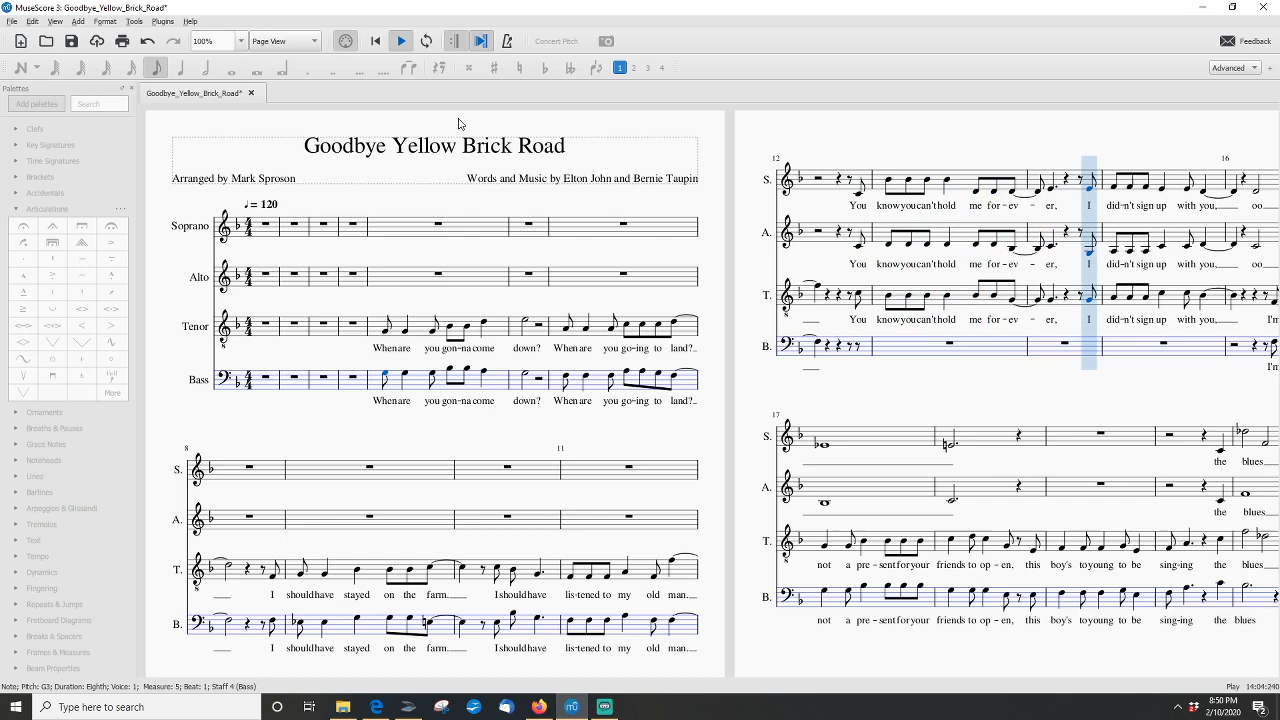 MuseScore 3: Goodbye_Yellow_Brick_Road*
File Edit View Add Format Tools Plugins Help
100% Page View Concert Pitch Feedback
1 2 3 4 Advanced +
Palettes
Goodbye_Yellow_Brick_Road*
Add palettes Search
Clefs
Key Signatures
Time Signatures
Brackets
Accidentals
Articulations
More
Ornaments
Breaths & Pauses
Grace Notes
Noteheads
Lines
Barlines
Arpeggios & Glissandi
Tremolos
Text
Tempo
Dynamics
Fingering
Repeats & Jumps
Fretboard Diagrams
Breaks & Spacers
Frames & Measures
Beam Properties
Goodbye Yellow Brick Road
Arranged by Mark Sproson Words and Music by Elton John and Bernie Taupin
= 120
Soprano
Alto
Tenor
When are you gon-na come down? When are you go-ing to land?
Bass
When are you gon-na come down? When are you go-ing to land?
8 11
S.
A.
T.
I should have stayed on the farm. I should have lis-tened to my old man.
B.
I should have stayed on the farm. I should have lis-tened to my old man.
12 16
S.
You know you can't hold me for-ev-er, I did-n't sign up with you, oo
A.
You know you can't hold me for-ev-er, I did-n't sign up with you, oo
T.
You know you can't hold me for-ev-er, I did-n't sign up with you, I'm
B.
I'm
17
S.
the blues
A.
the blues
T.
not a pre-sent for your friends to op-en, this boy's to young to be sing-ing the blues
B.
not a pre-sent for your friends to op-en, this boy's to young to be sing-ing the blues
Note; Pitch: G3; Duration: Eighth; Voice: 1; Measure: 5; Beat: 1; Staff 4 (Bass) Play 14:04:240
Type here to search
8:50 PM
2/10/2020